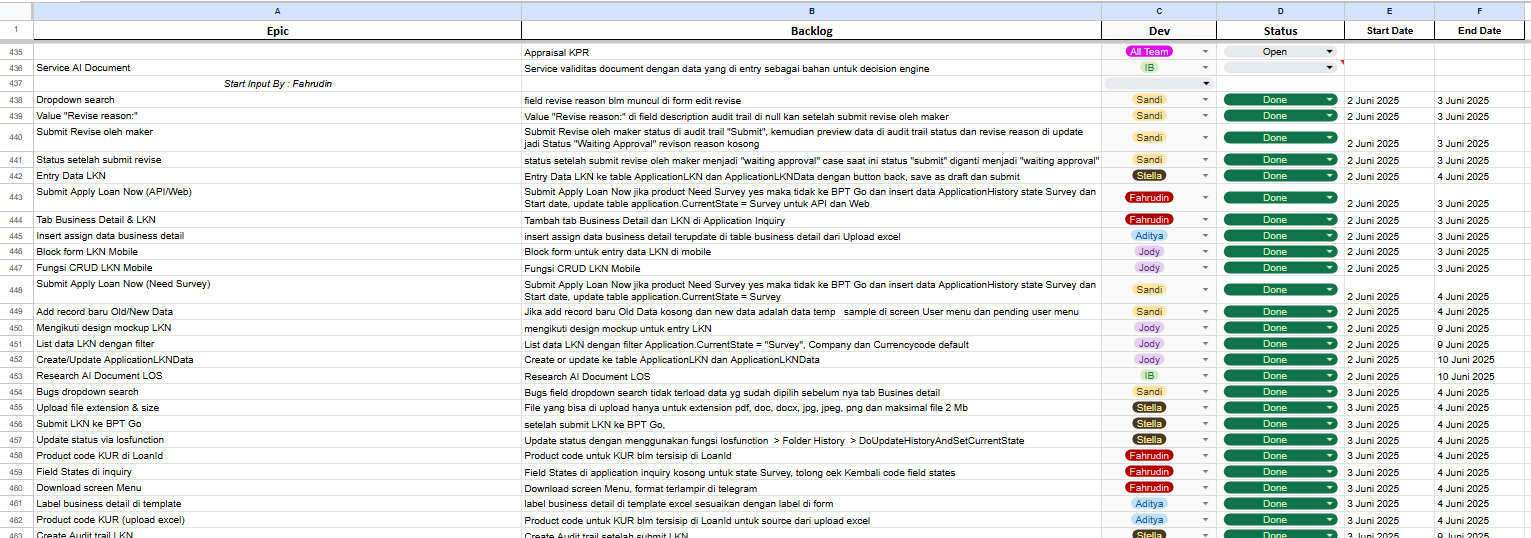 A B C D E F
1 Epic Backlog Dev Status Start Date End Date
435 Appraisal KPR All Team Open
436 Service AI Document Service validitas document dengan data yang di entry sebagai bahan untuk decision engine IB
437 Start Input By : Fahrudin
438 Dropdown search field revise reason blm muncul di form edit revise Sandi Done 2 Juni 2025 3 Juni 2025
439 Value "Revise reason:" Value "Revise reason:" di field description audit trail di null kan setelah submit revise oleh maker Sandi Done 2 Juni 2025 3 Juni 2025
440 Submit Revise oleh maker Submit Revise oleh maker status di audit trail "Submit", kemudian preview data di audit trail status dan revise reason di update
jadi Status "Waiting Approval" revison reason kosong Sandi Done 2 Juni 2025 3 Juni 2025
441 Status setelah submit revise status setelah submit revise oleh maker menjadi "waiting approval" case saat ini status "submit" diganti menjadi "waiting approval" Sandi Done 2 Juni 2025 3 Juni 2025
442 Entry Data LKN Entry Data LKN ke table ApplicationLKN dan ApplicationLKNData dengan button back, save as draft dan submit Stella Done 2 Juni 2025 3 Juni 2025
443 Submit Apply Loan Now (API/Web) Submit Apply Loan Now jika product Need Survey yes maka tidak ke BPT Go dan insert data ApplicationHistory state Survey dan
Start date, update table application.CurrentState = Survey untuk API dan Web Fahrudin Done 2 Juni 2025 3 Juni 2025
444 Tab Business Detail & LKN Tambah tab Business Detail dan LKN di Application Inquiry Fahrudin Done 2 Juni 2025 3 Juni 2025
445 Insert assign data business detail insert assign data business detail terupdate di table business detail dari Upload excel Aditya Done 2 Juni 2025 3 Juni 2025
446 Block form LKN Mobile Block form untuk entry data LKN di mobile Jody Done 2 Juni 2025 3 Juni 2025
447 Fungsi CRUD LKN Mobile Fungsi CRUD LKN Mobile Jody Done 2 Juni 2025 3 Juni 2025
448 Submit Apply Loan Now (Need Survey) Submit Apply Loan Now jika product Need Survey yes maka tidak ke BPT Go dan insert data ApplicationHistory state Survey dan
Start date, update table application.CurrentState = Survey Sandi Done 2 Juni 2025 4 Juni 2025
449 Add record baru Old/New Data Jika add record baru Old Data kosong dan new data adalah data temp sample di screen User menu dan pending user menu Sandi Done 2 Juni 2025 4 Juni 2025
450 Mengikuti design mockup LKN mengikuti design mockup untuk entry LKN Jody Done 2 Juni 2025 9 Juni 2025
451 List data LKN dengan filter List data LKN dengan filter Application.CurrentState = "Survey", Company dan Currencycode default Jody Done 2 Juni 2025 9 Juni 2025
452 Create/Update ApplicationLKNData Create or update ke table ApplicationLKN dan ApplicationLKNData Jody Done 2 Juni 2025 10 Juni 2025
453 Research AI Document LOS Research AI Document LOS IB Done 2 Juni 2025 10 Juni 2025
454 Bugs dropdown search Bugs field dropdown search tidak terload data yg sudah dipilih sebelum nya tab Busines detail Sandi Done 3 Juni 2025 4 Juni 2025
455 Upload file extension & size File yang bisa di upload hanya untuk extension pdf, doc, docx, jpg, jpeg, png dan maksimal file 2 Mb Stella Done 3 Juni 2025 4 Juni 2025
456 Submit LKN ke BPT Go setelah submit LKN ke BPT Go, Stella Done 3 Juni 2025 4 Juni 2025
457 Update status via losfunction Update status dengan menggunakan fungsi losfunction > Folder History > DoUpdateHistoryAndSetCurrentState Stella Done 3 Juni 2025 4 Juni 2025
458 Product code KUR di LoanId Product code untuk KUR blm tersisip di LoanId Fahrudin Done 3 Juni 2025 4 Juni 2025
459 Field States di inquiry Field States di application inquiry kosong untuk state Survey, tolong cek Kembali code field states Fahrudin Done 3 Juni 2025 4 Juni 2025
460 Download screen Menu Download screen Menu, format terlampir di telegram Fahrudin Done 3 Juni 2025 4 Juni 2025
461 Label business detail di template label business detail di template excel sesuaikan dengan label di form Aditya Done 3 Juni 2025 4 Juni 2025
462 Product code KUR (upload excel) Product code untuk KUR blm tersisip di LoanId untuk source dari upload excel Aditya Done 3 Juni 2025 4 Juni 2025
463 Create Audit trail LKN Create Audit trail setelah submit LKN Stella Done 3 Juni 2025 9 Juni 2025